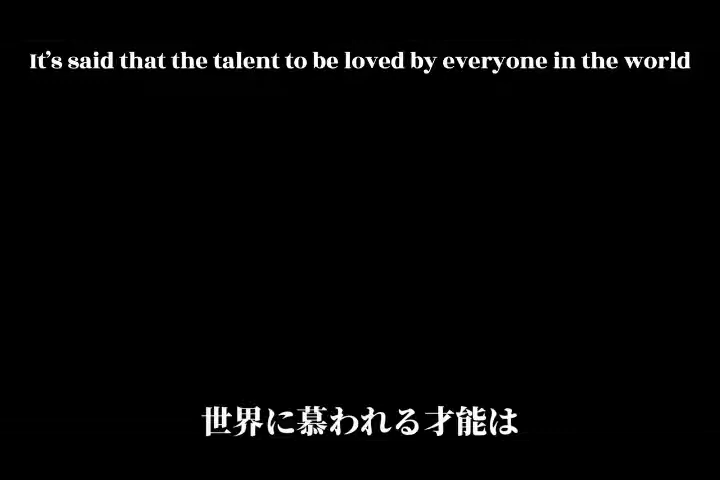 It's said that the talent to be loved by everyone in the world
世界に慕われる才能は